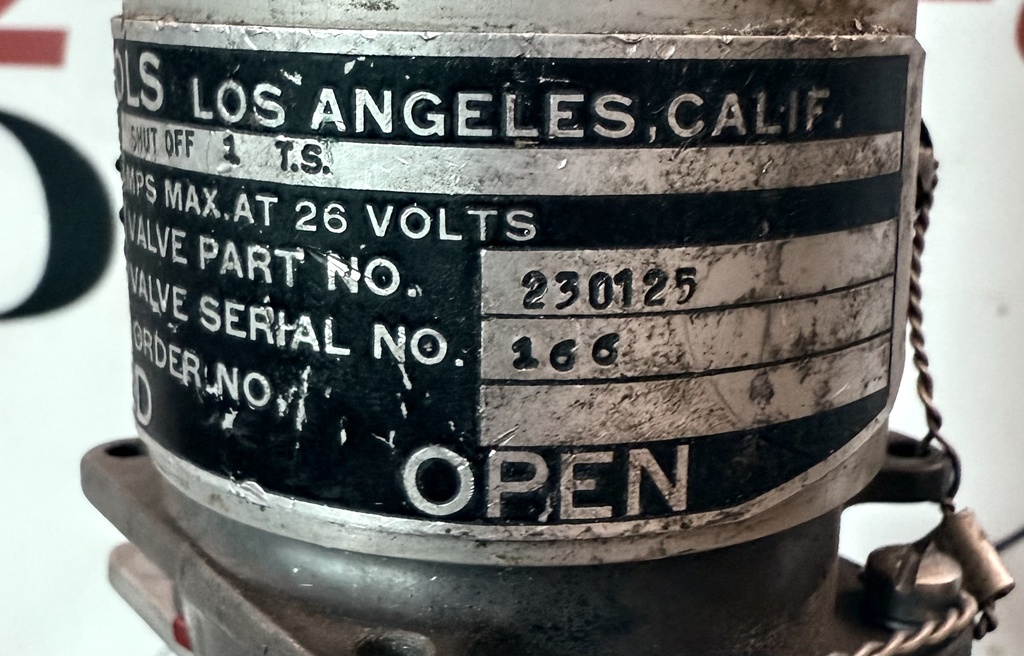 OLS LOS ANGELES, CALIF.
SHUT OFF 1 T.S.
MPS MAX. AT 26 VOLTS
VALVE PART NO. 230125
VALVE SERIAL NO. 166
ORDER NO.
D OPEN